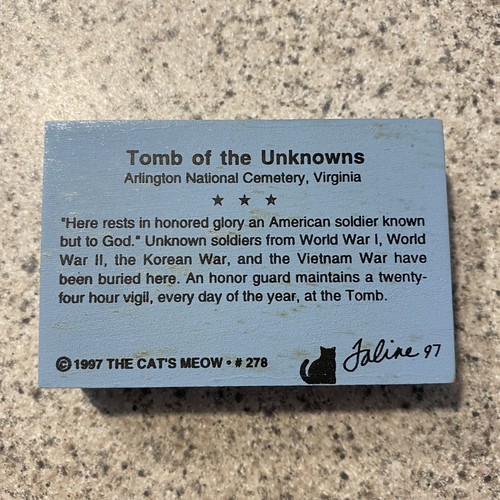 Tomb of the Unknowns
Arlington National Cemetery, Virginia
★ ★ ★
"Here rests in honored glory an American soldier known
but to God." Unknown soldiers from World War I, World
War II, the Korean War, and the Vietnam War have
been buried here. An honor guard maintains a twenty-
four hour vigil, every day of the year, at the Tomb.
©1997 THE CAT'S MEOW • # 278
Faline 97